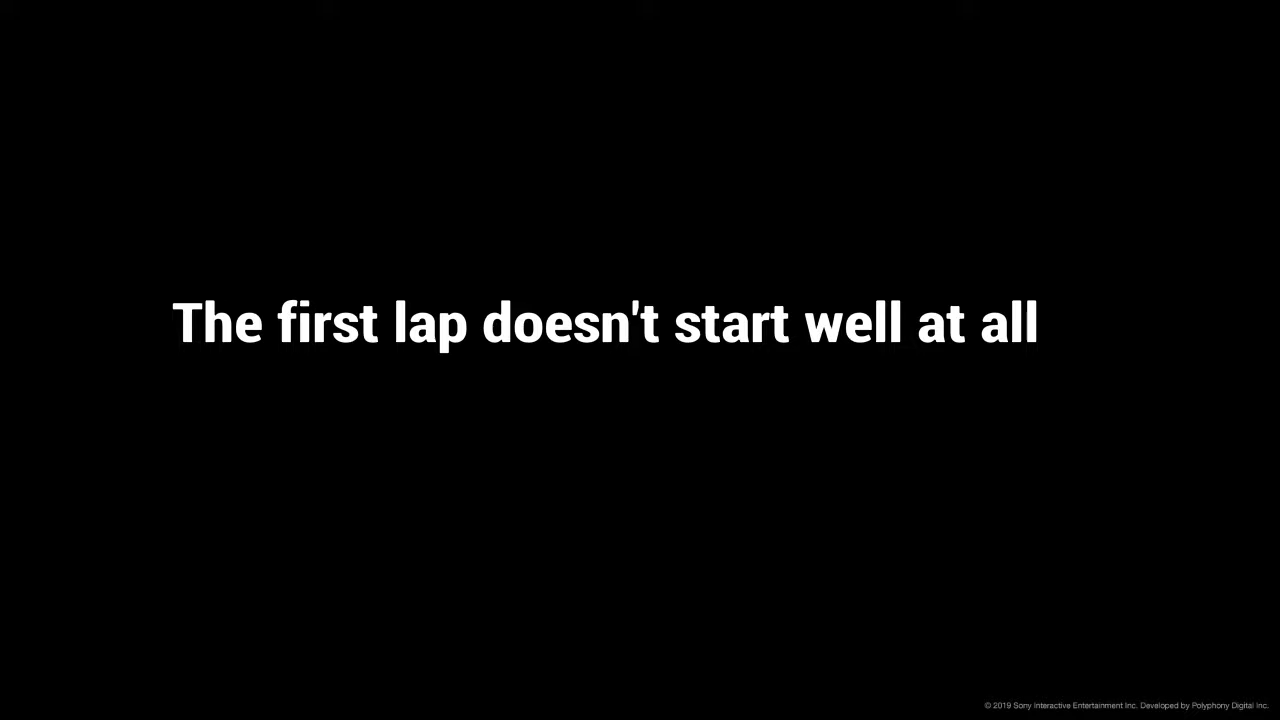 The first lap doesn't start well at all
© 2019 Sony Interactive Entertainment Inc. Developed by Polyphony Digital Inc.